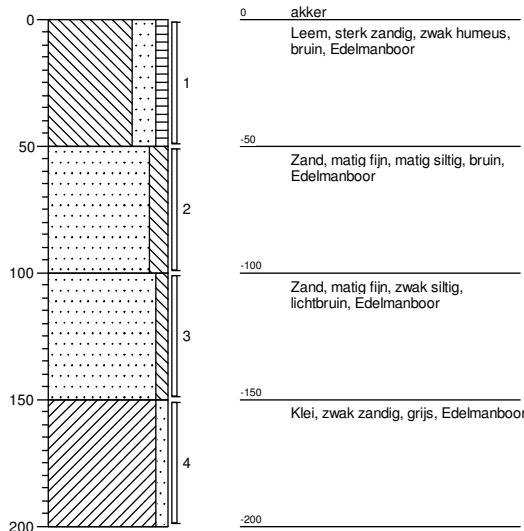 0
0
akker
Leem, sterk zandig, zwak humeus,
bruin, Edelmanboor
1
50
-50
Zand, matig fijn, matig siltig, bruin,
Edelmanboor
2
100
-100
Zand, matig fijn, zwak siltig,
lichtbruin, Edelmanboor
3
150
-150
Klei, zwak zandig, grijs, Edelmanboor
4
200
-200